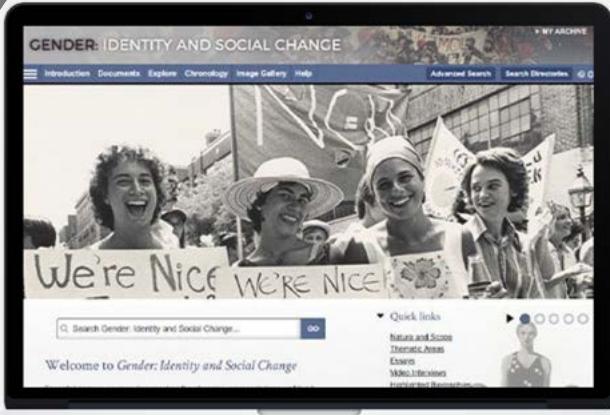 MY ARCHIVE
GENDER: IDENTITY AND SOCIAL CHANGE
Introduction Documents Explore Chronology Image Gallery Help
Advanced Search Search Directories
We're Nice
WE'RE NICE
Search Gender: Identity and Social Change...
GO
Welcome to Gender: Identity and Social Change
Quick links
Nature and Scope
Thematic Areas
Essays
Video Interviews
Highlighted Biographies